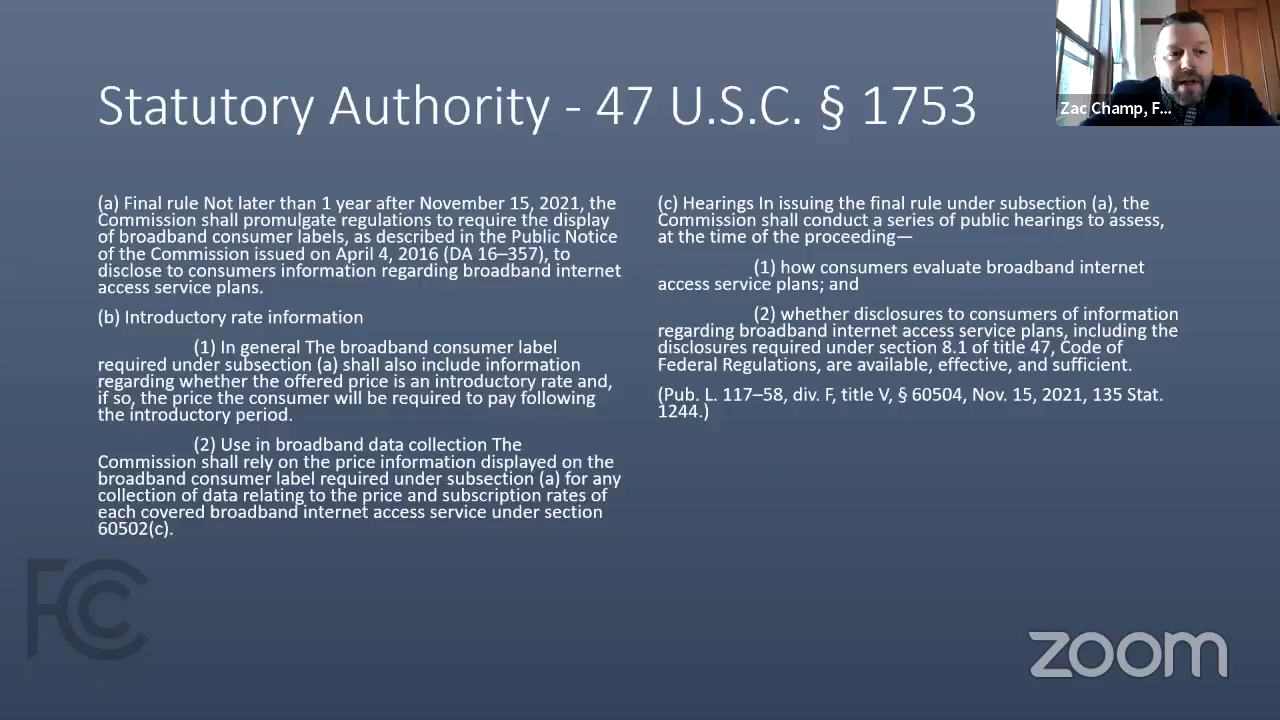 Statutory Authority - 47 U.S.C. § 1753
Zac Champ, F...
(a) Final rule Not later than 1 year after November 15, 2021, the
Commission shall promulgate regulations to require the display
of broadband consumer labels, as described in the Public Notice
of the Commission issued on April 4, 2016 (DA 16–357), to
disclose to consumers information regarding broadband internet
access service plans.
(b) Introductory rate information
(1) In general The broadband consumer label
required under subsection (a) shall also include information
regarding whether the offered price is an introductory rate and,
if so, the price the consumer will be required to pay following
the introductory period.
(2) Use in broadband data collection The
Commission shall rely on the price information displayed on the
broadband consumer label required under subsection (a) for any
collection of data relating to the price and subscription rates of
each covered broadband internet access service under section
60502(c).
(c) Hearings In issuing the final rule under subsection (a), the
Commission shall conduct a series of public hearings to assess,
at the time of the proceeding—
(1) how consumers evaluate broadband internet
access service plans; and
(2) whether disclosures to consumers of information
regarding broadband internet access service plans, including the
disclosures required under section 8.1 of title 47, Code of
Federal Regulations, are available, effective, and sufficient.
(Pub. L. 117–58, div. F, title V, § 60504, Nov. 15, 2021, 135 Stat.
1244.)
FCC
zoom